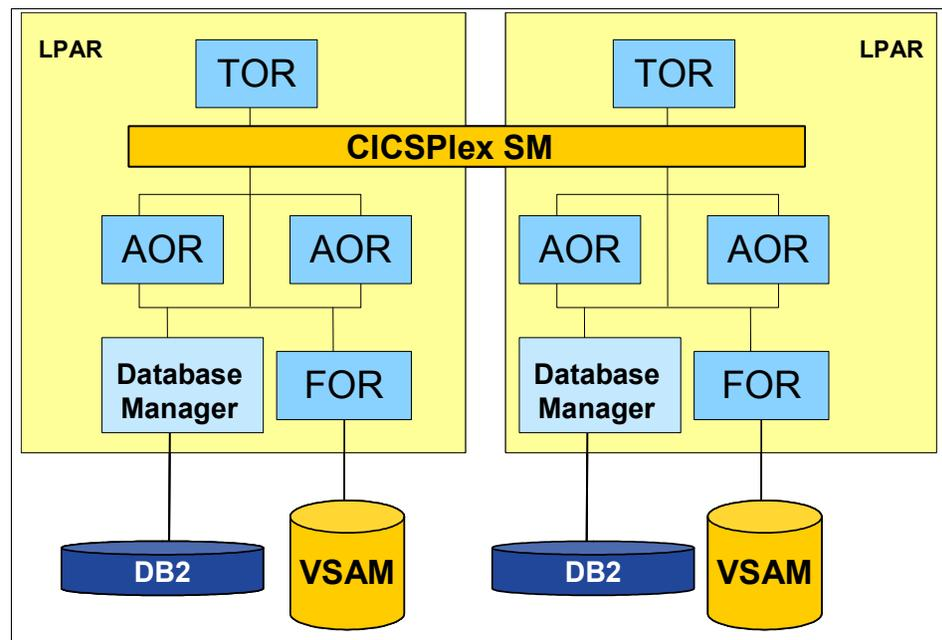 LPAR
LPAR
TOR
TOR
CICSPlex SM
AOR
AOR
AOR
AOR
Database
Manager
FOR
Database
Manager
FOR
DB2
VSAM
DB2
VSAM